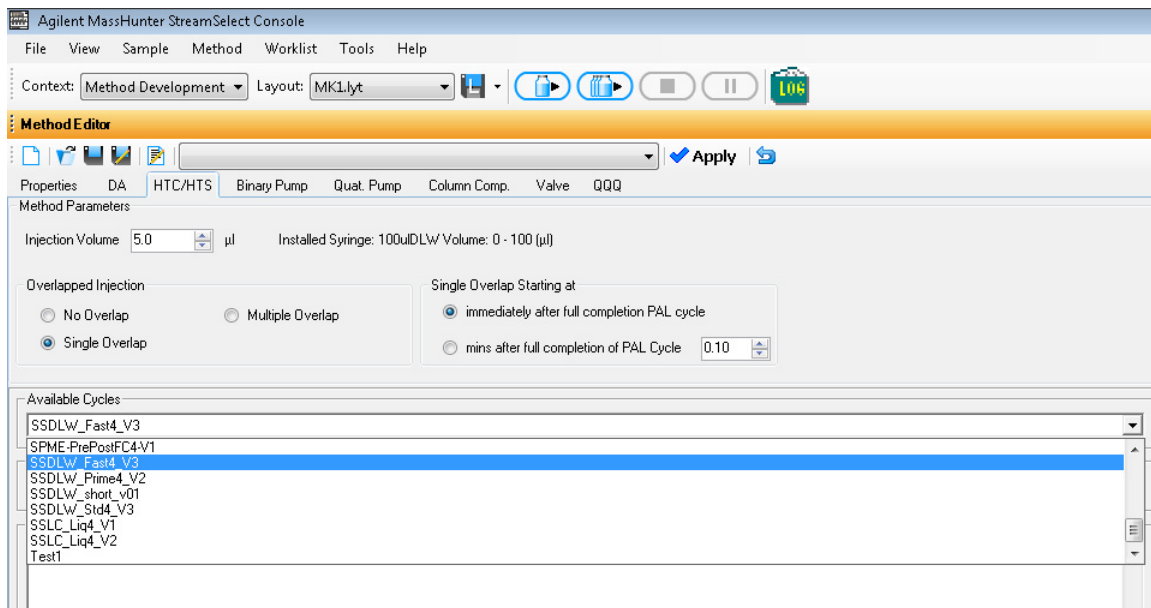 Agilent MassHunter StreamSelect Console
File View Sample Method Worklist Tools Help
Context: Method Development Layout: MK1.lyt LOG
Method Editor
Apply
Properties DA HTC/HTS Binary Pump Quat. Pump Column Comp. Valve QQQ
Method Parameters
Injection Volume 5.0 µl Installed Syringe: 100ulDLW Volume: 0 - 100 (µl)
Overlapped Injection
No Overlap Multiple Overlap
Single Overlap
Single Overlap Starting at
immediately after full completion PAL cycle
mins after full completion of PAL Cycle 0.10
Available Cycles
SSDLW_Fast4_V3
SPME-PrePostFC4-V1
SSDLW_Fast4_V3
SSDLW_Prime4_V2
SSDLW_short_v01
SSDLW_Std4_V3
SSLC_Liq4_V1
SSLC_Liq4_V2
Test1